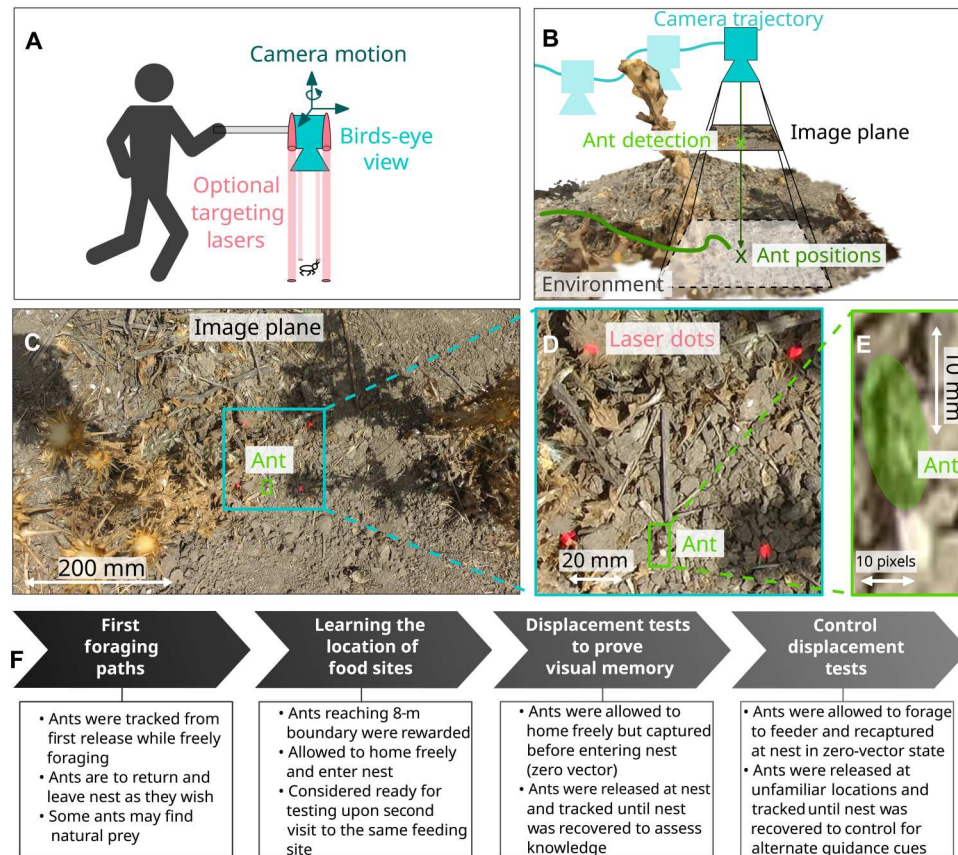 A
Camera motion
Birds-eye
view
Optional
targeting
lasers
B
Camera trajectory
Image plane
Ant detection
Ant positions
Environment
C
Image plane
Ant
200 mm
D
Laser dots
Ant
20 mm
E
10 mm
Ant
10 pixels
F
First
foraging
paths
• Ants were tracked from
first release while freely
foraging
• Ants are to return and
leave nest as they wish
• Some ants may find
natural prey
Learning the
location of
food sites
• Ants reaching 8-m
boundary were rewarded
• Allowed to home freely
and enter nest
• Considered ready for
testing upon second
visit to the same feeding
site
Displacement tests
to prove
visual memory
• Ants were allowed to
home freely but captured
before entering nest
(zero vector)
• Ants were released at nest
and tracked until nest
was recovered to assess
knowledge
Control
displacement
tests
• Ants were allowed to forage
to feeder and recaptured
at nest in zero-vector state
• Ants were released at
unfamiliar locations and
tracked until nest was
recovered to control for
alternate guidance cues